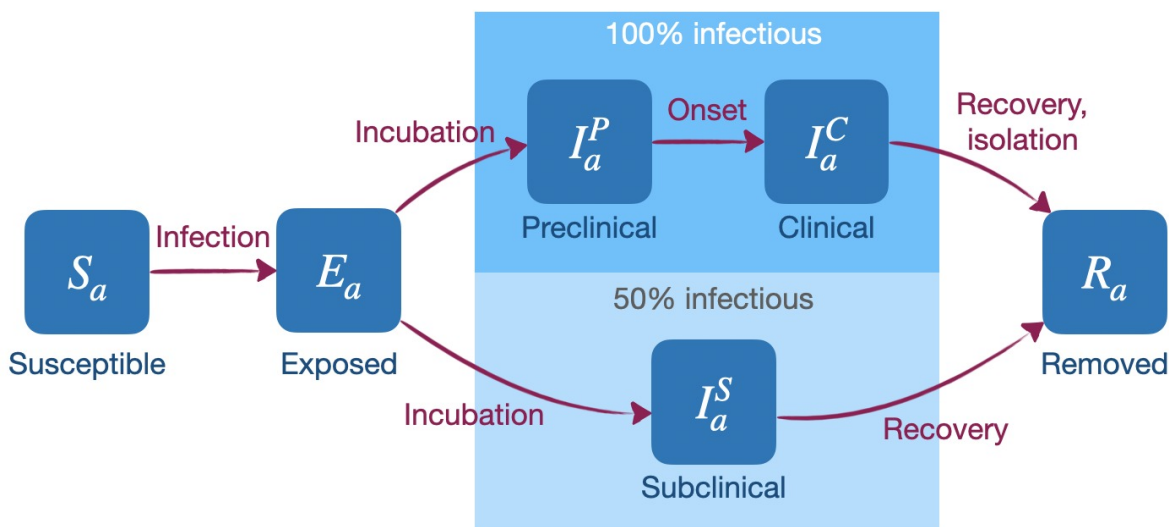 100% infectious
Incubation
I_a^P
Onset
I_a^C
Recovery,
isolation
Preclinical
Clinical
S_a
Infection
E_a
R_a
Susceptible
Exposed
Removed
50% infectious
Incubation
I_a^S
Recovery
Subclinical